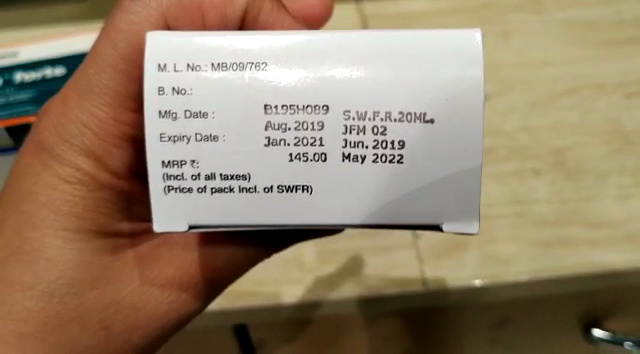 Forte
M. L. No.: MB/09/762
B. No.:
Mfg. Date :
Expiry Date :
MRP ₹:
(Incl. of all taxes)
(Price of pack Incl. of SWFR)
B195H089
Aug. 2019
Jan. 2021
145.00
S.W.F.R.20ML.
JFM 02
Jun. 2019
May 2022